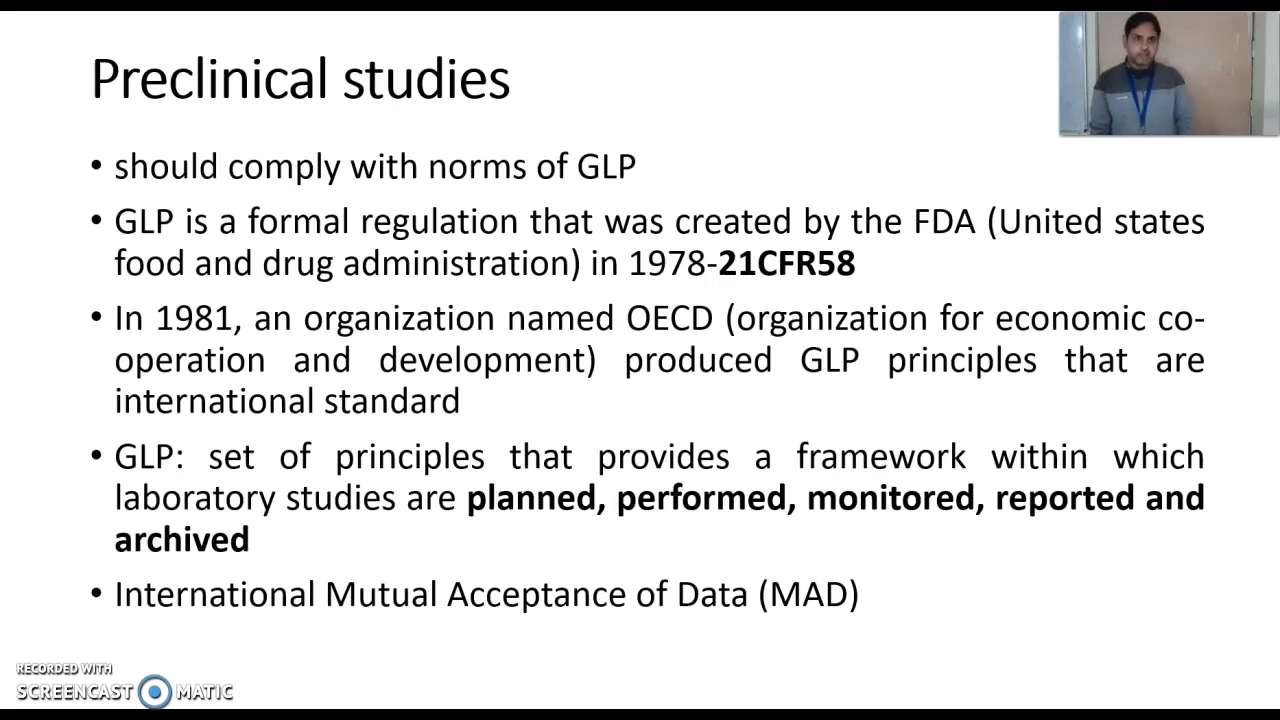 Preclinical studies
• should comply with norms of GLP
• GLP is a formal regulation that was created by the FDA (United states
food and drug administration) in 1978-21CFR58
• In 1981, an organization named OECD (organization for economic co-
operation and development) produced GLP principles that are
international standard
• GLP: set of principles that provides a framework within which
laboratory studies are planned, performed, monitored, reported and
archived
• International Mutual Acceptance of Data (MAD)
RECORDED WITH
SCREENCAST MATIC